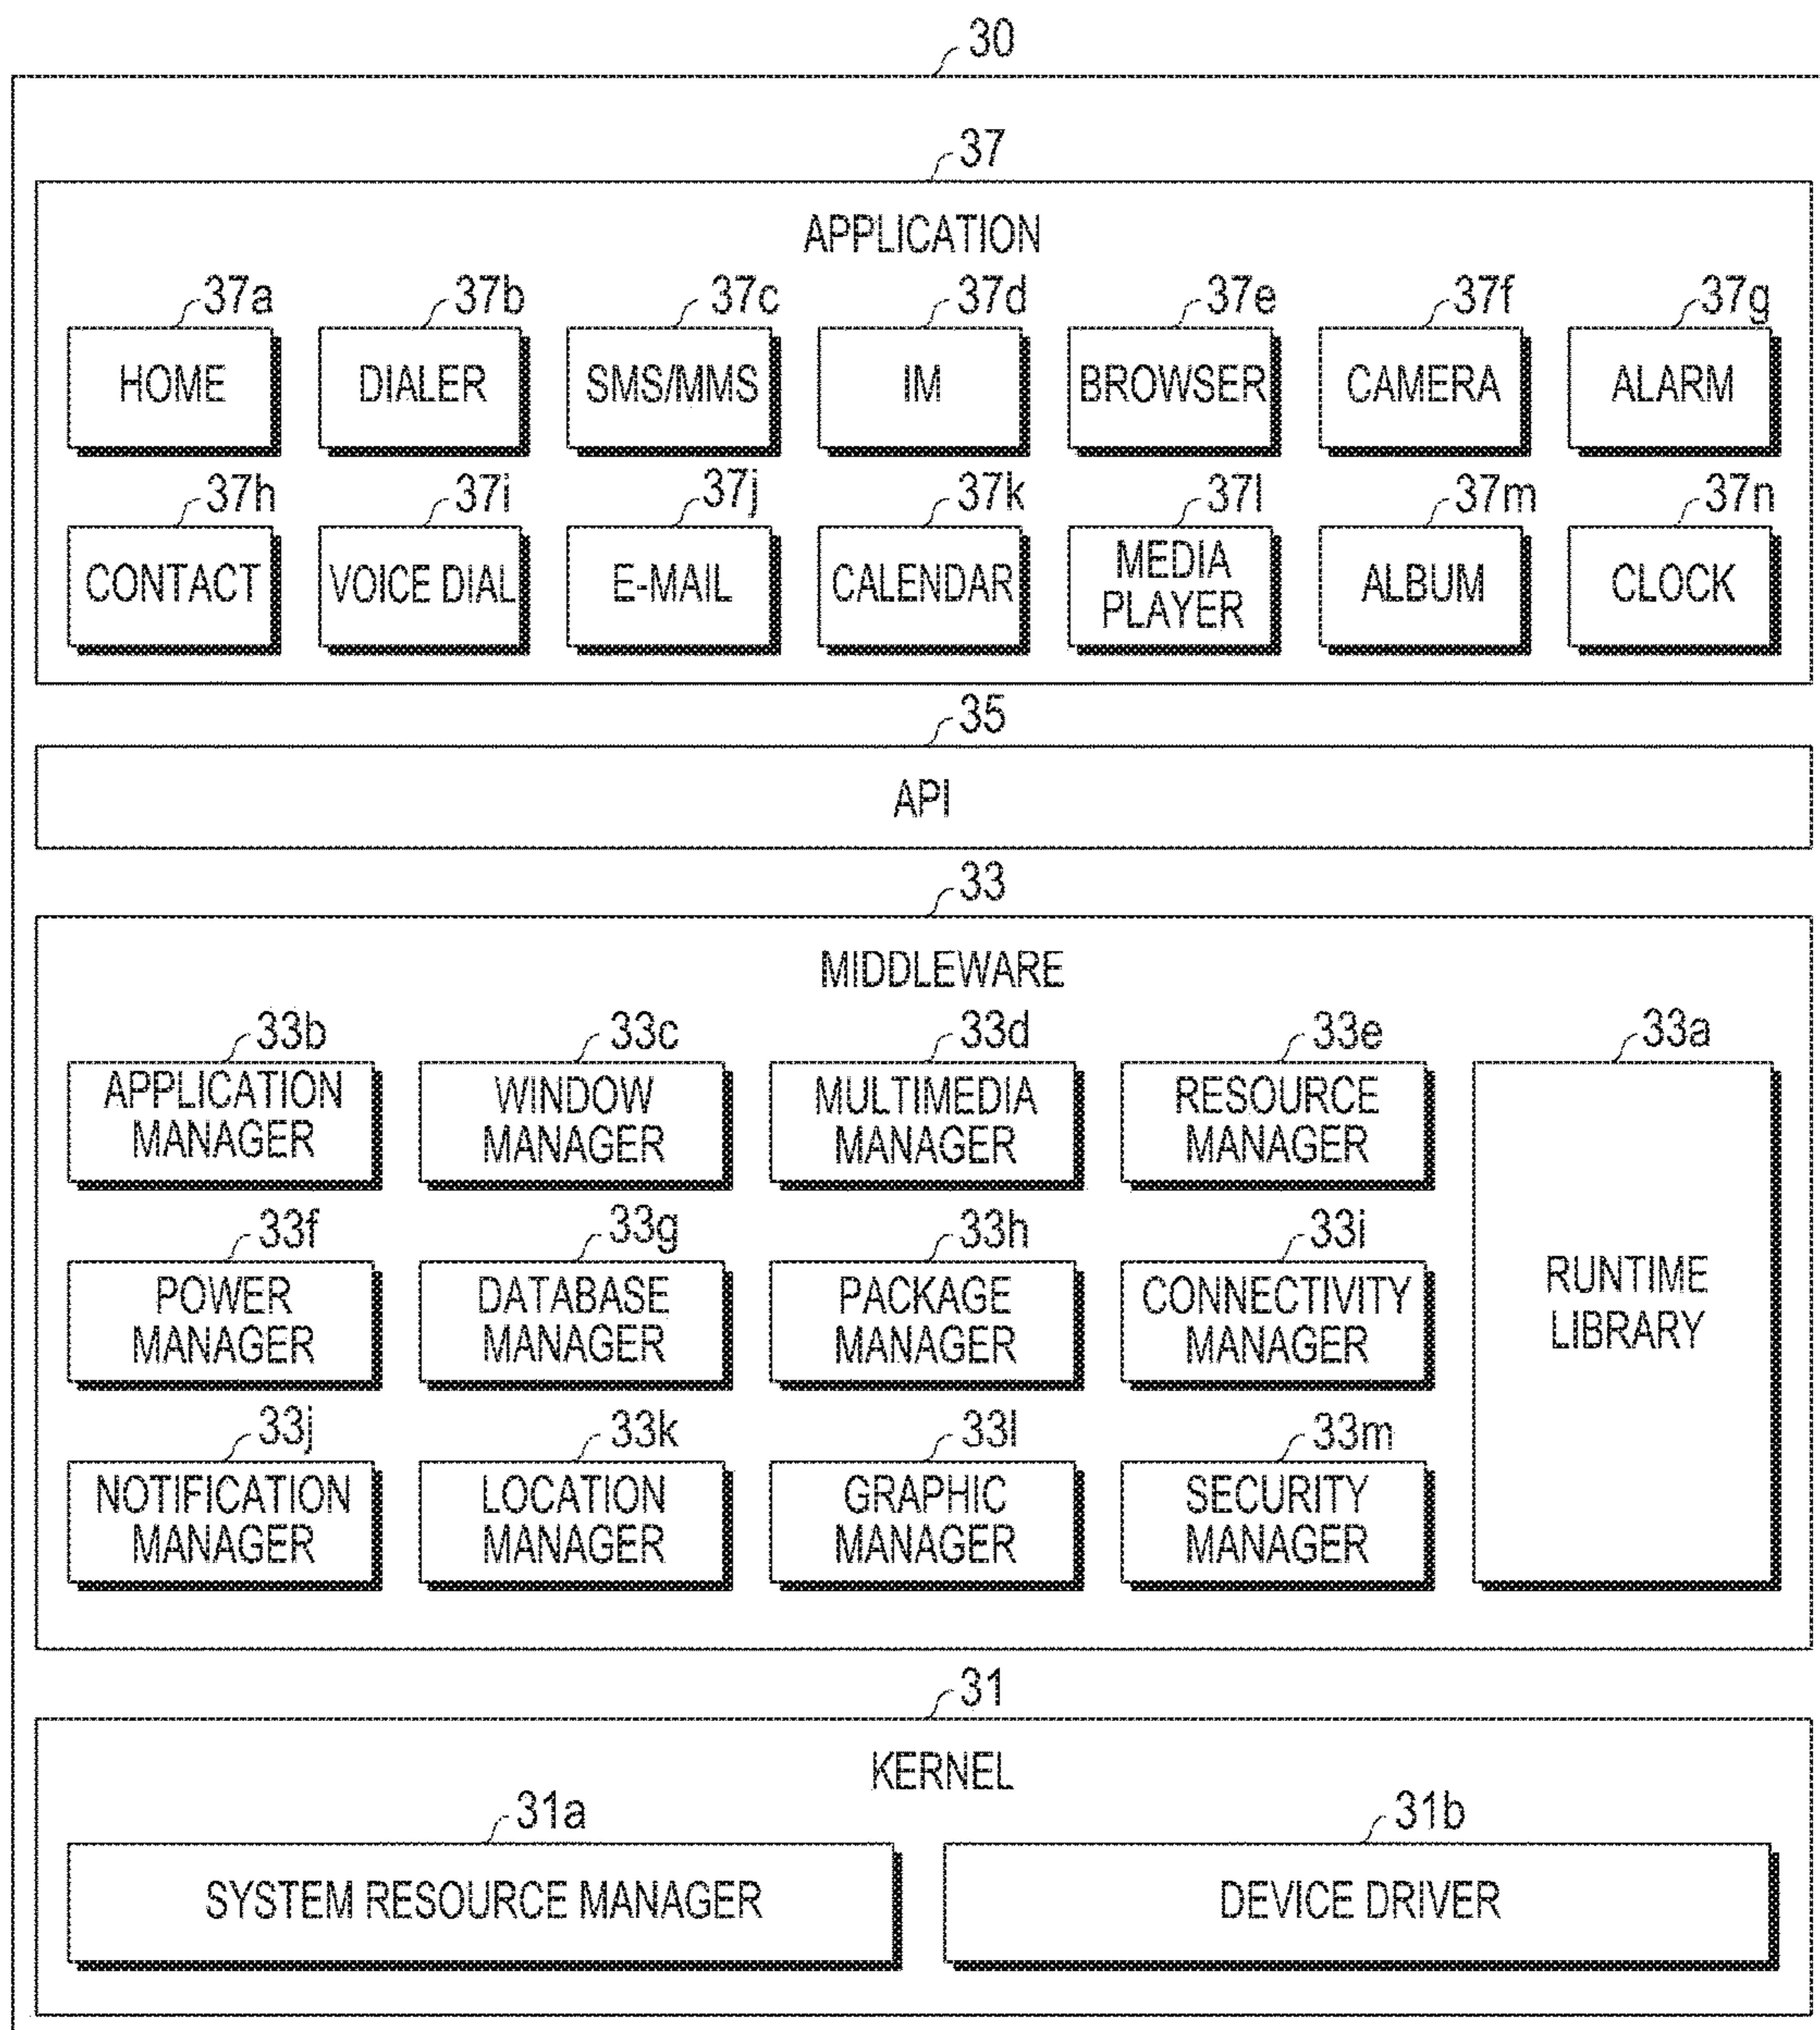 30
37
APPLICATION
37a 37b 37c 37d 37e 37f 37g
HOME DIALER SMS/MMS IM BROWSER CAMERA ALARM
37h 37i 37j 37k 37l 37m 37n
CONTACT VOICE DIAL E-MAIL CALENDAR MEDIA PLAYER ALBUM CLOCK
35
API
33
MIDDLEWARE
33b 33c 33d 33e 33a
APPLICATION WINDOW MULTIMEDIA RESOURCE
MANAGER MANAGER MANAGER MANAGER
33f 33g 33h 33i
POWER DATABASE PACKAGE CONNECTIVITY RUNTIME
MANAGER MANAGER MANAGER MANAGER LIBRARY
33j 33k 33l 33m
NOTIFICATION LOCATION GRAPHIC SECURITY
MANAGER MANAGER MANAGER MANAGER
31
KERNEL
31a 31b
SYSTEM RESOURCE MANAGER DEVICE DRIVER